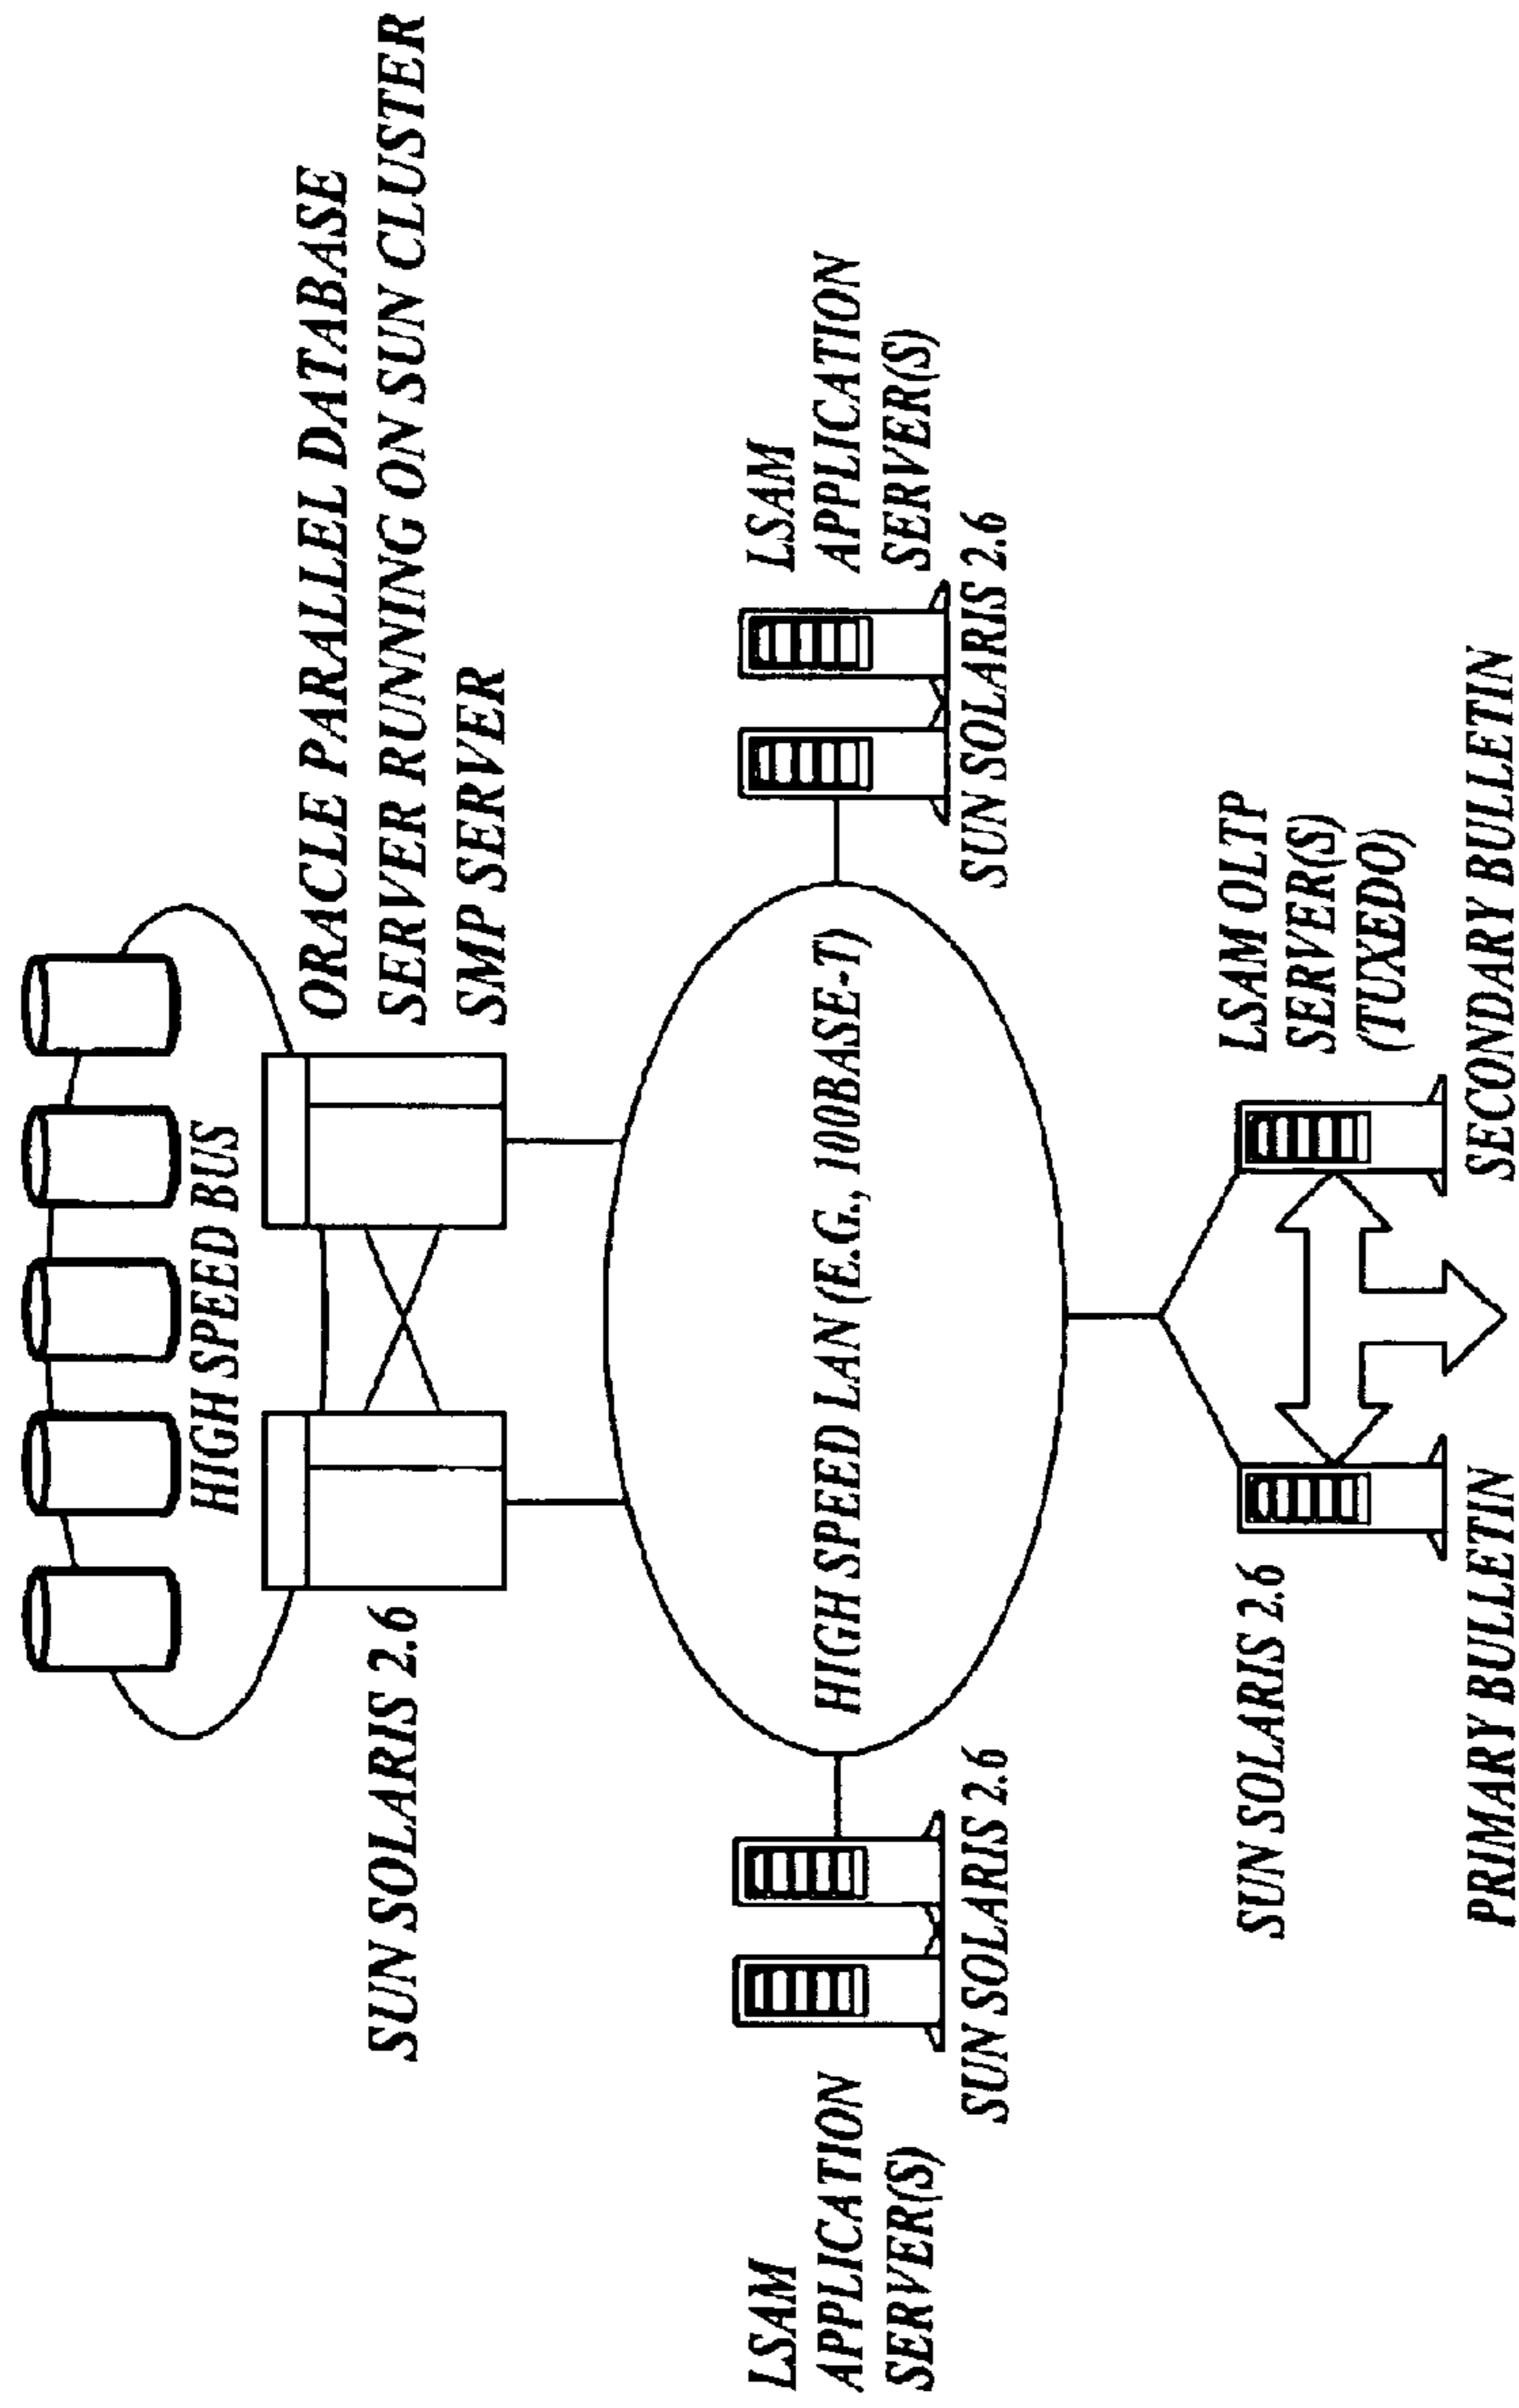 HIGH SPEED BUS
ORACLE PARALLEL DATABASE
SERVER RUNNING ON SUN CLUSTER
SMP SERVER
SUN SOLARIS 2.6
LSAM
APPLICATION
SERVER(S)
SUN SOLARIS 2.6
HIGH SPEED LAN (E.G., 100BASE-T)
LSAM
APPLICATION
SERVER(S)
SUN SOLARIS 2.6
SUN SOLARIS 2.6
LSAM OLTP
SERVER(S)
(TUXEDO)
PRIMARY BULLETIN
SECONDARY BULLETIN